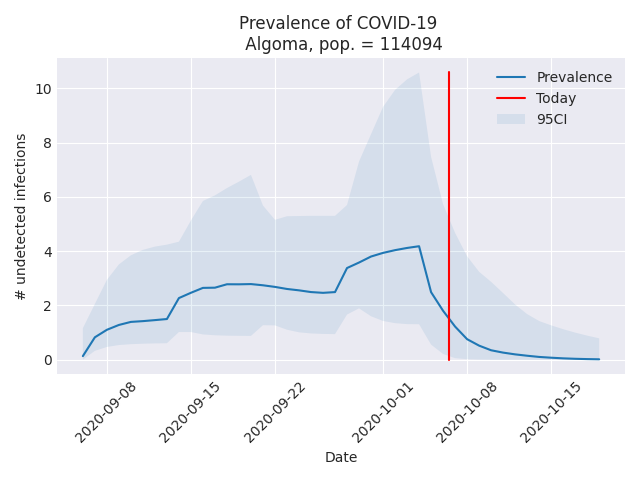 Prevalence of COVID-19
Algoma, pop. = 114094
Prevalence
Today
95CI
# undetected infections
10
8
6
4
2
0
2020-09-08
2020-09-15
2020-09-22
2020-10-01
2020-10-08
2020-10-15
Date